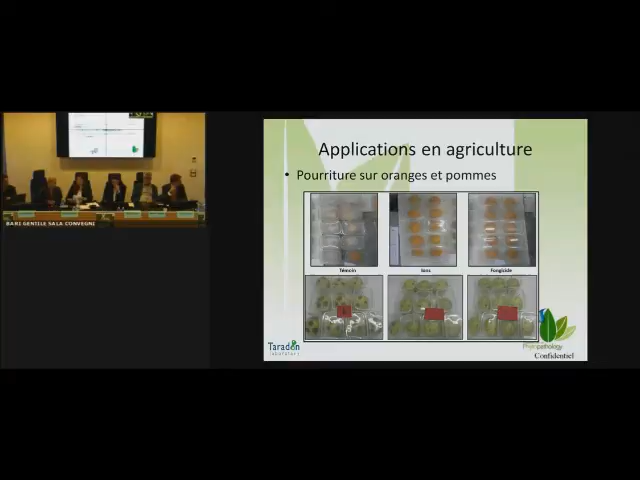 BARI GENTILE SALA CONVEGNI
Applications en agriculture
• Pourriture sur oranges et pommes
Témoin
Ions
Fongicide
Taradon
Confidentiel